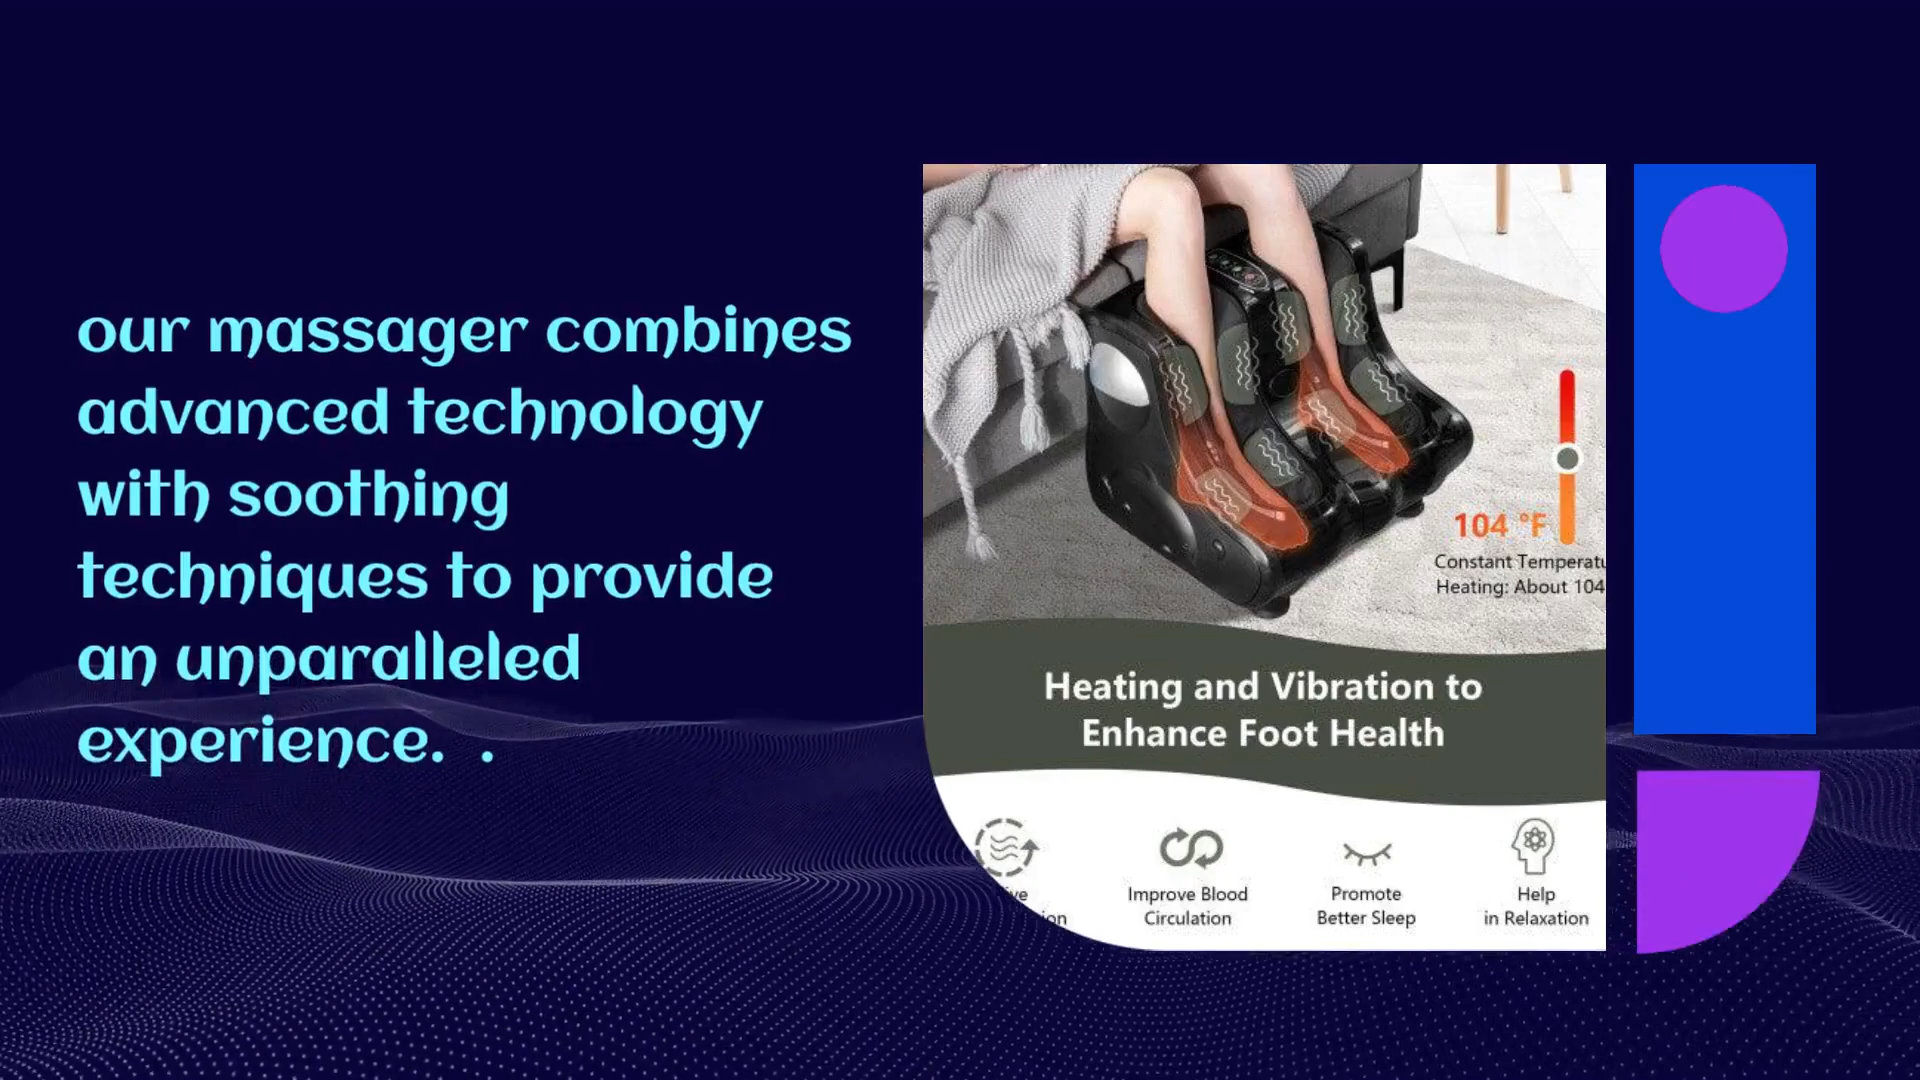 our massager combines
advanced technology
with soothing
techniques to provide
an unparalleled
experience. .
104 °F
Constant
Heating: About 104
Heating and Vibration to
Enhance Foot Health
Improve Blood
Circulation
Promote
Better Sleep
Help
in Relaxation